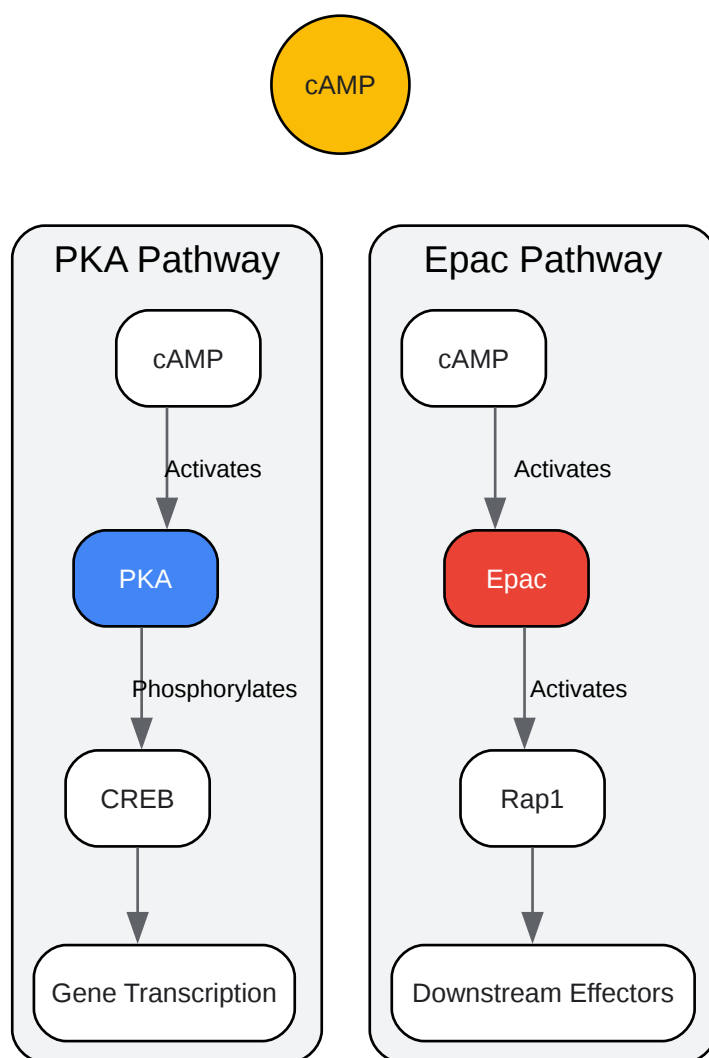 cAMP
PKA Pathway
cAMP
Activates
PKA
Phosphorylates
CREB
Gene Transcription
Epac Pathway
cAMP
Activates
Epac
Activates
Rap1
Downstream Effectors